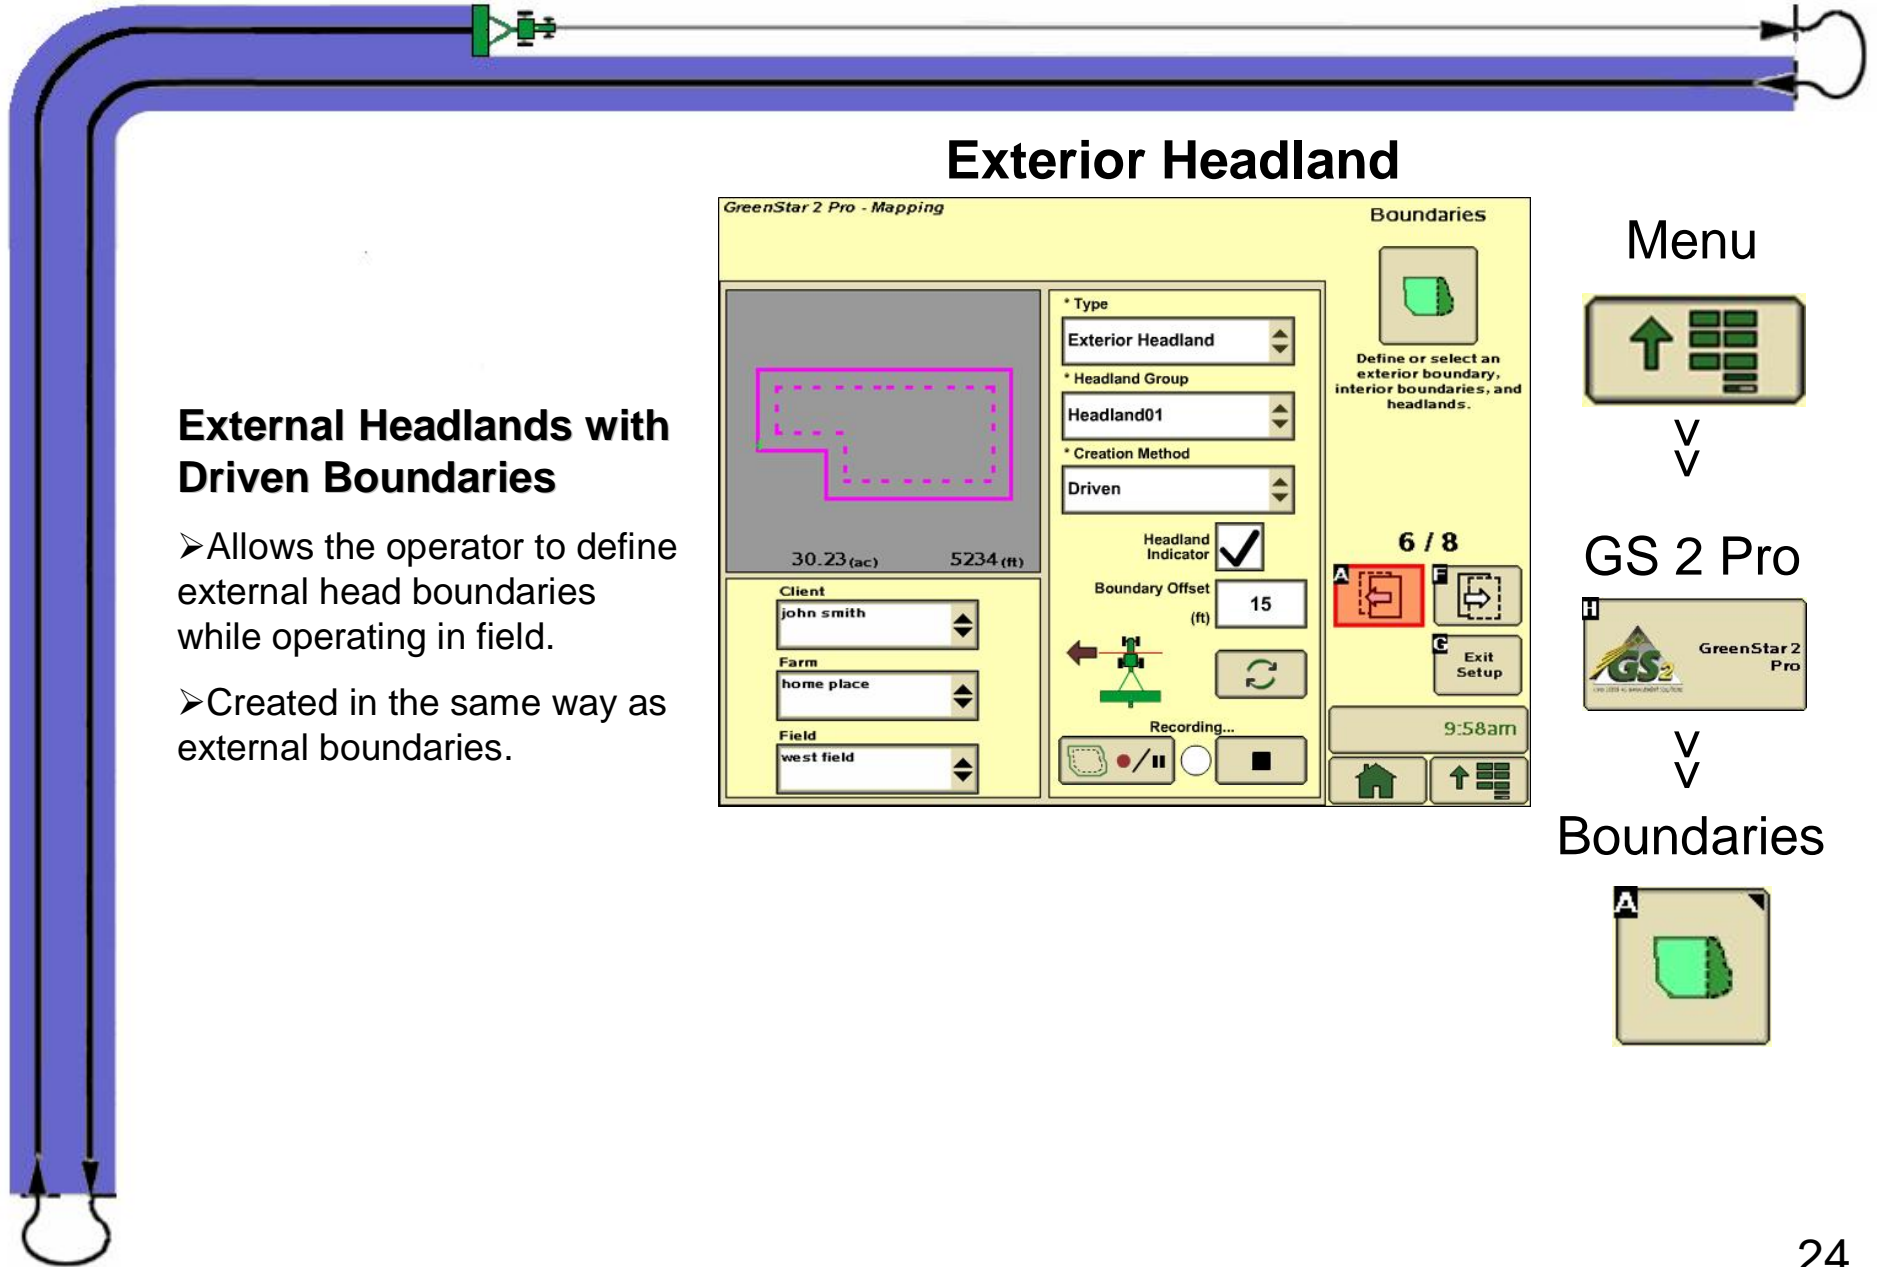 Exterior Headland
External Headlands with
Driven Boundaries
➢Allows the operator to define
external head boundaries
while operating in field.
➢Created in the same way as
external boundaries.
GreenStar 2 Pro - Mapping
30.23 (ac) 5234 (ft)
Client
john smith
Farm
home place
Field
west field
* Type
Exterior Headland
* Headland Group
Headland01
* Creation Method
Driven
Headland
Indicator
Boundary Offset
(ft)
15
Recording...
Boundaries
Define or select an
exterior boundary,
interior boundaries, and
headlands.
6 / 8
A
F
G
Exit
Setup
9:58am
Menu
>>
GS 2 Pro
H
GS2
GreenStar 2
Pro
>>
Boundaries
A
24